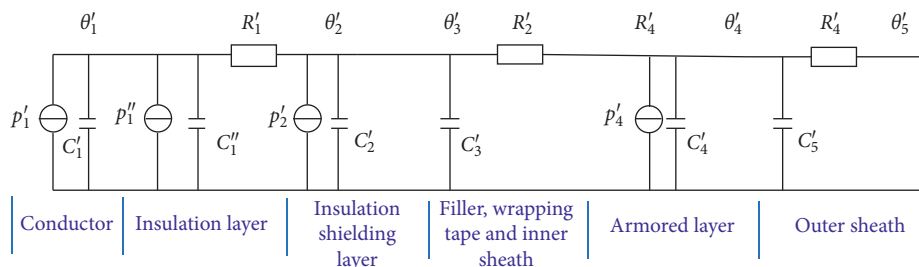 θ′₁ R′₁ θ′₂ θ′₃ R′₂ R′₄ θ′₄ R′₄ θ′₅
p′₁ C′₁ p″₁ C″₁ p′₂ C′₂ C′₃ p′₄ C′₄ C′₅
Conductor
Insulation layer
Insulation
shielding
layer
Filler, wrapping
tape and inner
sheath
Armored layer
Outer sheath